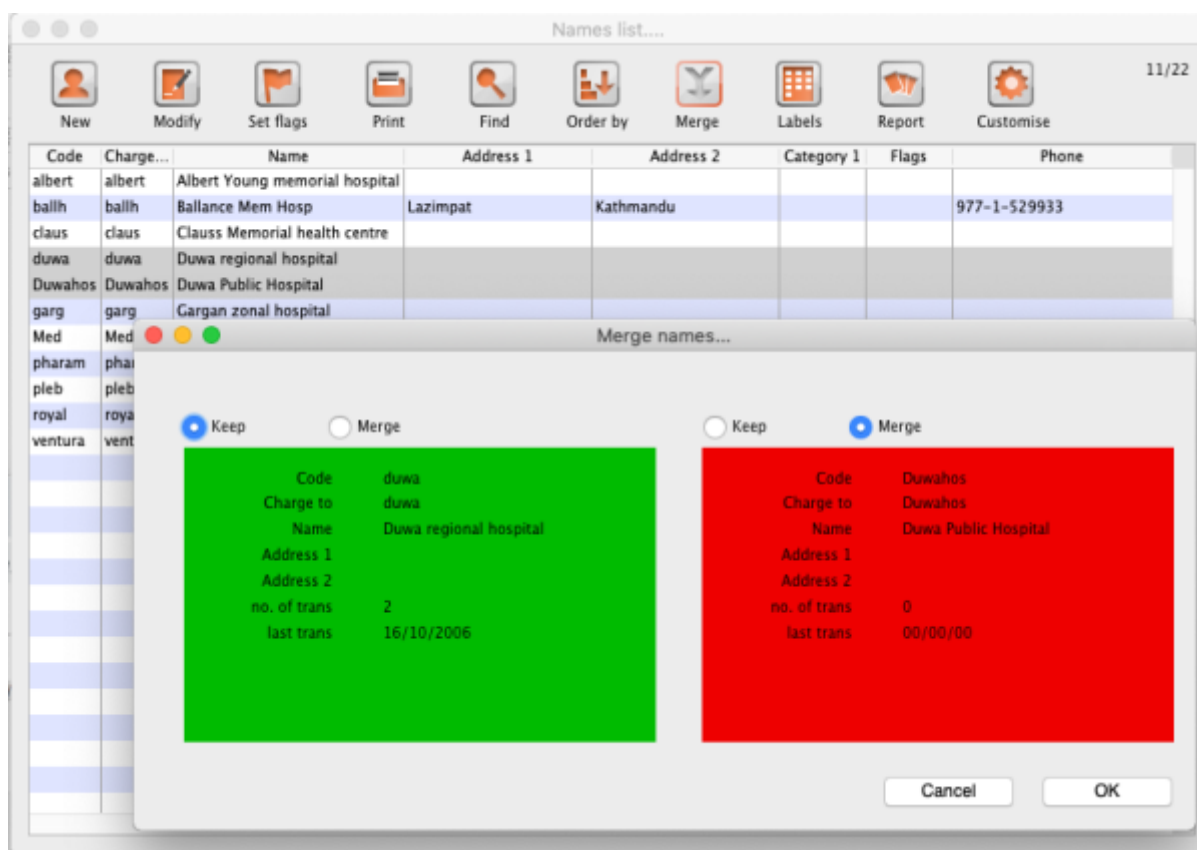 Names list....
11/22
New Modify Set flags Print Find Order by Merge Labels Report Customise
Code Charge... Name Address 1 Address 2 Category 1 Flags Phone
albert albert Albert Young memorial hospital
ballh ballh Ballance Mem Hosp Lazimpat Kathmandu 977-1-529933
claus claus Clauss Memorial health centre
duwa duwa Duwa regional hospital
Duwahos Duwahos Duwa Public Hospital
garg garg Gargan zonal hospital
Med Med
pharam phar
pleb pleb
royal roya
ventura vent
Merge names...
Keep Merge Keep Merge
Code duwa
Charge to duwa
Name Duwa regional hospital
Address 1
Address 2
no. of trans 2
last trans 16/10/2006
Code Duwahos
Charge to Duwahos
Name Duwa Public Hospital
Address 1
Address 2
no. of trans 0
last trans 00/00/00
Cancel OK